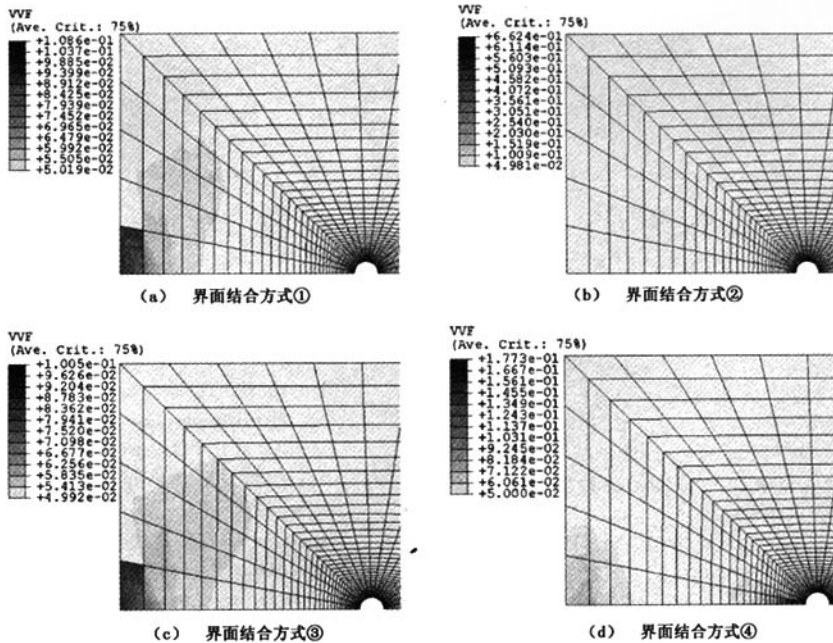 VVF
(Ave. Crit.: 75%)
+1.086e-01
+1.037e-01
+9.885e-02
+9.399e-02
+8.912e-02
+8.425e-02
+7.939e-02
+7.452e-02
+6.965e-02
+6.479e-02
+5.992e-02
+5.505e-02
+5.019e-02
(a) 界面结合方式①
VVF
(Ave. Crit.: 75%)
+6.624e-01
+6.114e-01
+5.603e-01
+5.093e-01
+4.582e-01
+4.072e-01
+3.561e-01
+3.051e-01
+2.540e-01
+2.030e-01
+1.519e-01
+1.009e-01
+4.981e-02
(b) 界面结合方式②
VVF
(Ave. Crit.: 75%)
+1.005e-01
+9.626e-02
+9.204e-02
+8.783e-02
+8.362e-02
+7.941e-02
+7.520e-02
+7.098e-02
+6.677e-02
+6.256e-02
+5.835e-02
+5.413e-02
+4.992e-02
(c) 界面结合方式③
VVF
(Ave. Crit.: 75%)
+1.773e-01
+1.667e-01
+1.561e-01
+1.455e-01
+1.349e-01
+1.243e-01
+1.137e-01
+1.031e-01
+9.245e-02
+8.184e-02
+7.122e-02
+6.061e-02
+5.000e-02
(d) 界面结合方式④